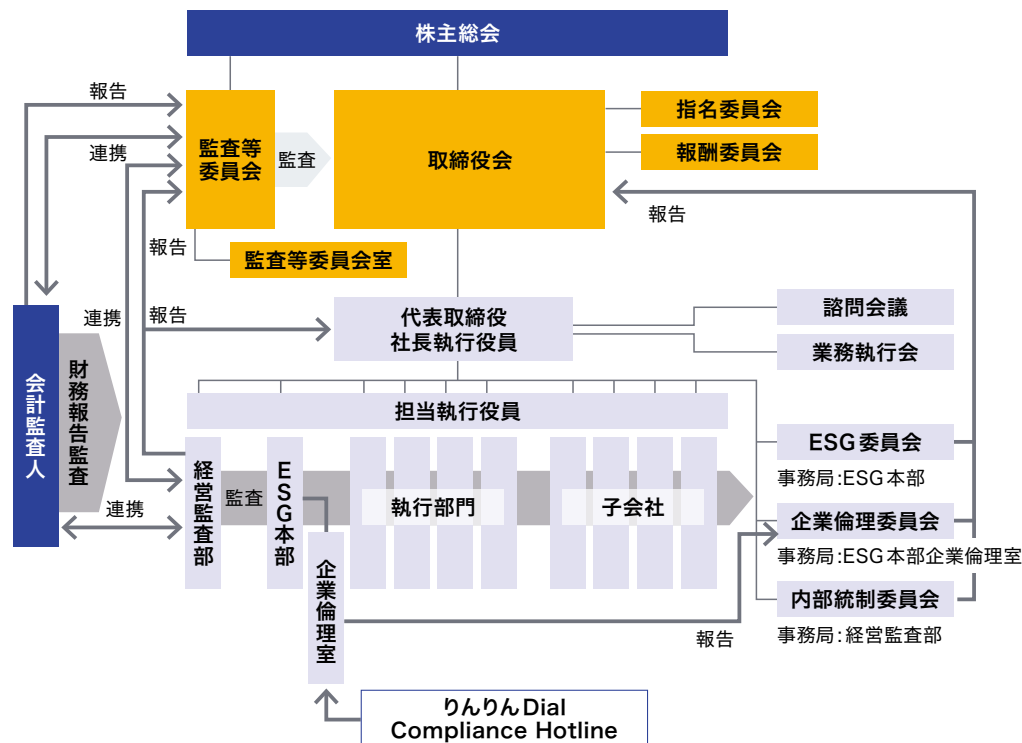 株主総会
報告
連携
監査等
委員会
監査
取締役会
指名委員会
報酬委員会
報告
報告
監査等委員会室
連携
報告
代表取締役
社長執行役員
諮問会議
業務執行会
会計監査人
財務報告監査
担当執行役員
経営監査部
監査
ESG本部
執行部門
子会社
ESG委員会
事務局:ESG本部
連携
企業倫理委員会
事務局:ESG本部企業倫理室
企業倫理室
報告
内部統制委員会
事務局:経営監査部
りんりんDial
Compliance Hotline